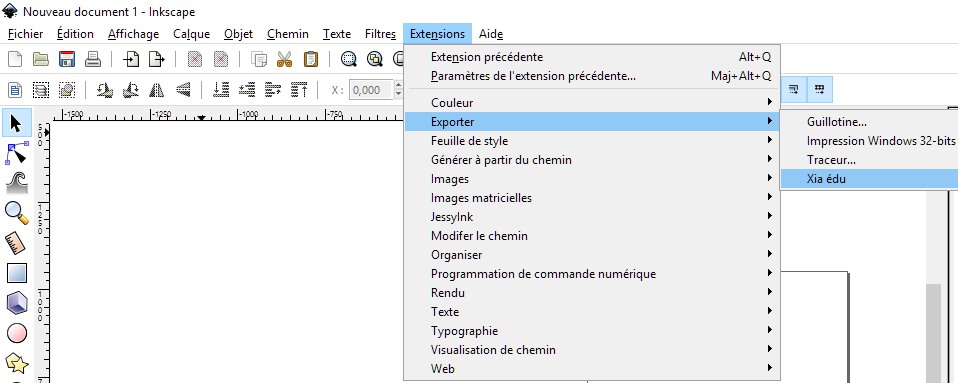 Nouveau document 1 - Inkscape
Fichier Édition Affichage Calque Objet Chemin Texte Filtres Extensions Aide
Extension précédente Alt+Q
Paramètres de l'extension précédente... Maj+Alt+Q
X : 0,000
Couleur
-1500 -1250 -1000 -750
Exporter
Guillotine...
Feuille de style
Impression Windows 32-bits
Générer à partir du chemin
Traceur...
Images
Xia édu
Images matricielles
JessyInk
Modifer le chemin
Organiser
Programmation de commande numérique
Rendu
Texte
Typographie
Visualisation de chemin
Web